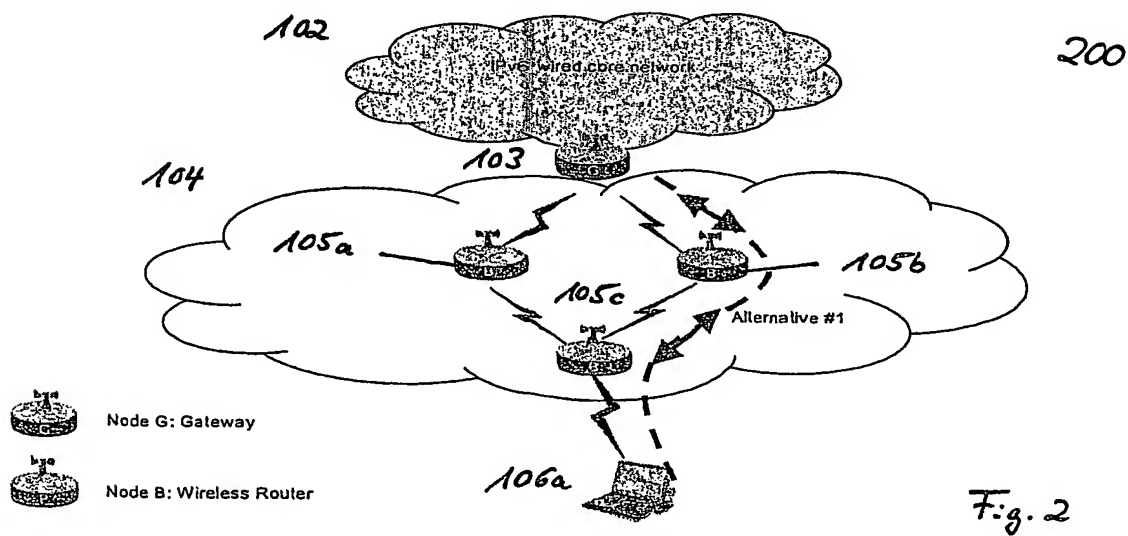 102
200
IPv6 wired core network
103
104
105a
105b
105c
Alternative #1
Node G: Gateway
106a
Node B: Wireless Router
Fig. 2